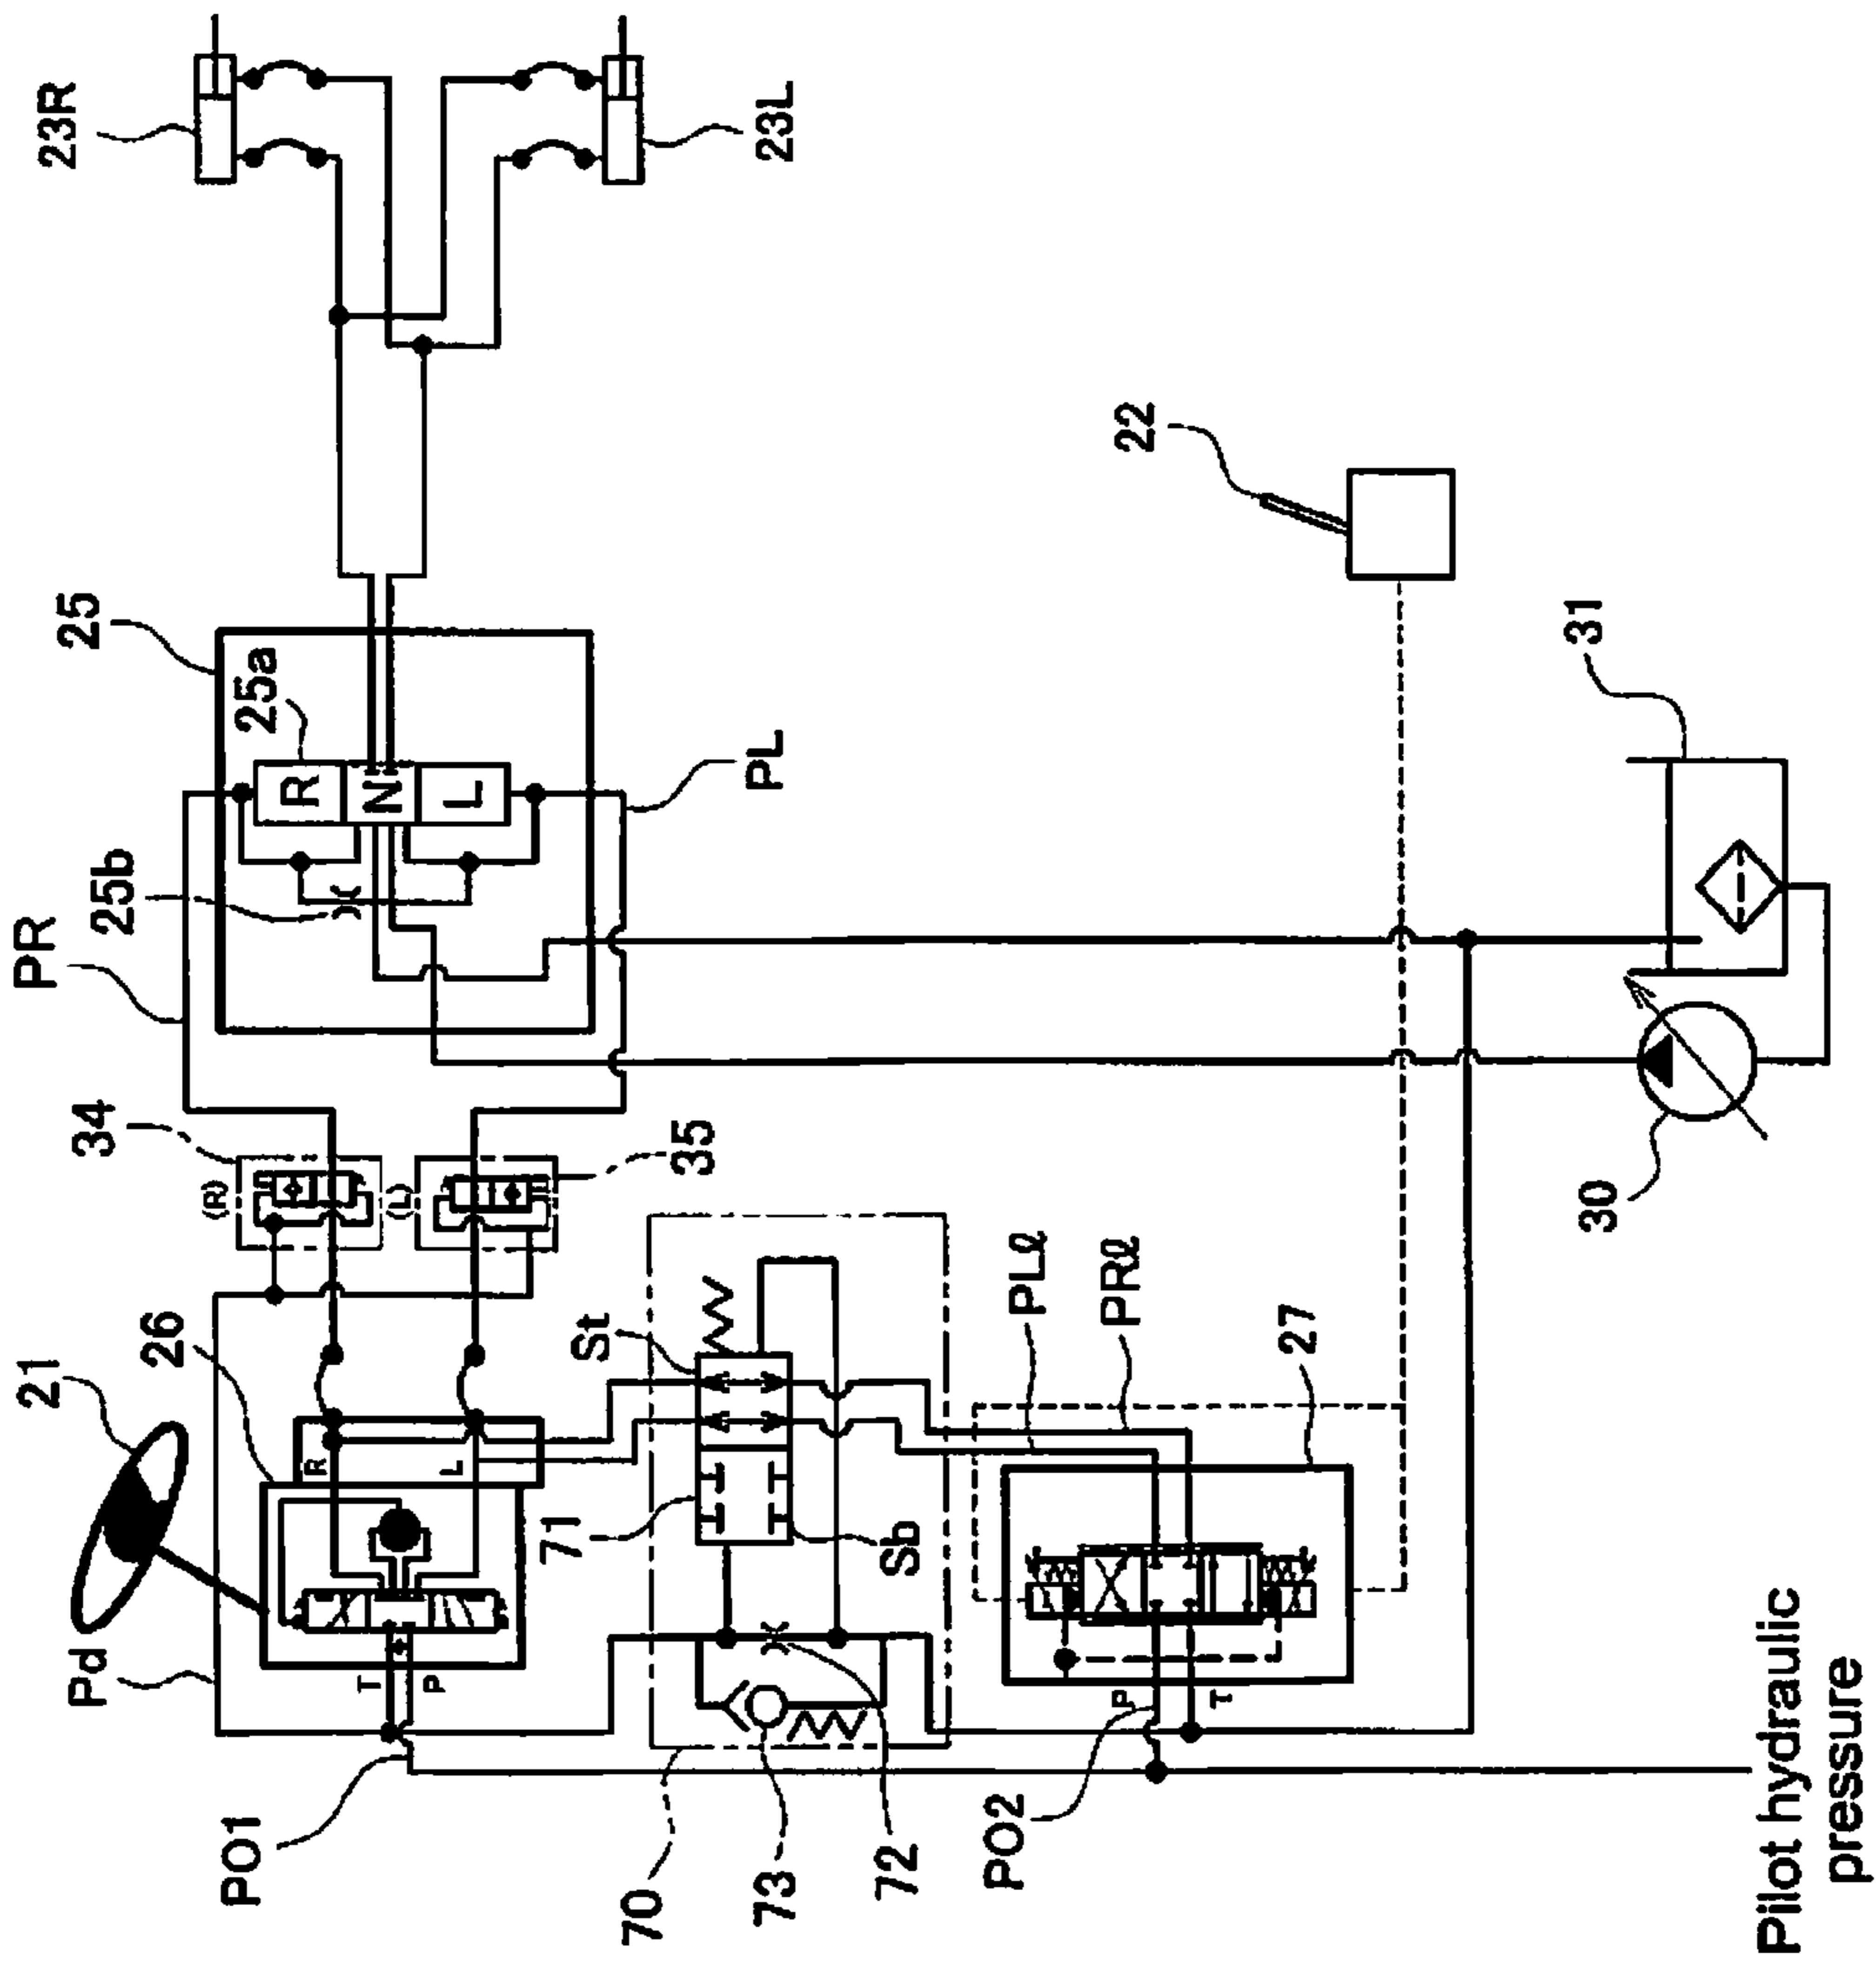 23R
23L
25
25a
R
N
L
25b
PR
PL
22
31
30
34
(R)
(L)
35
21
26
R
L
St
PLℓ
PRℓ
27
71
Sb
Pd
T
P
P
T
PO1
70
73
72
PO2
Pilot hydraulic
pressure